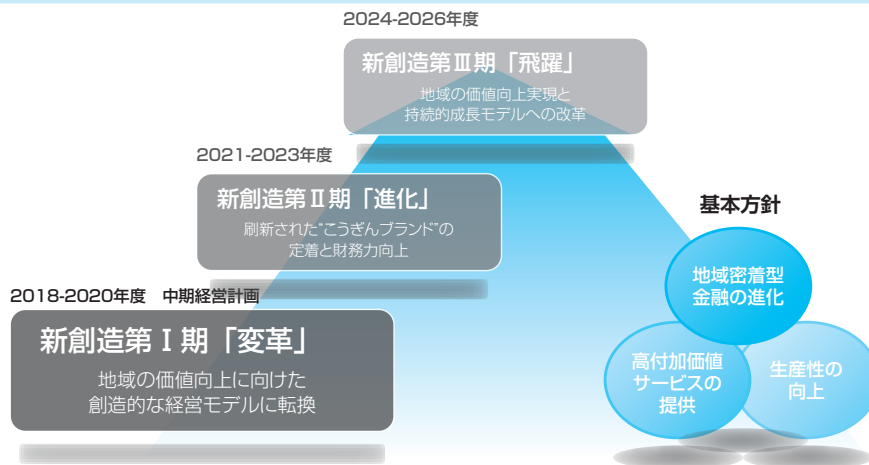 2024-2026年度
新創造第Ⅲ期「飛躍」
地域の価値向上実現と
持続的成長モデルへの改革
2021-2023年度
新創造第Ⅱ期「進化」
刷新された“こうぎんブランド”の
定着と財務力向上
2018-2020年度　中期経営計画
新創造第Ⅰ期「変革」
地域の価値向上に向けた
創造的な経営モデルに転換
基本方針
地域密着型
金融の進化
高付加価値
サービスの
提供
生産性の
向上